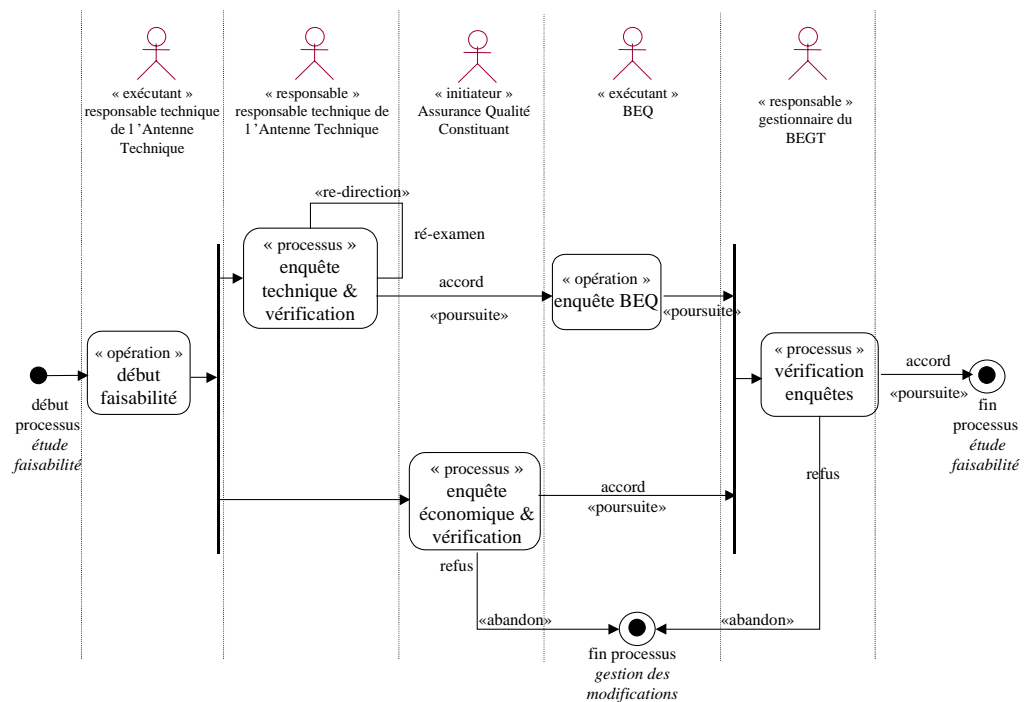 « exécutant »
responsable technique
de l ’Antenne
Technique
« responsable »
responsable technique de
l ’Antenne Technique
« initiateur »
Assurance Qualité
Constituant
« exécutant »
BEQ
« responsable »
gestionnaire du
BEGT
«re-direction»
ré-examen
« processus »
enquête
technique &
vérification
accord
«poursuite»
« opération »
enquête BEQ
«poursuite»
« opération »
début
faisabilité
début
processus
étude
faisabilité
« processus »
vérification
enquêtes
accord
«poursuite»
fin
processus
étude
faisabilité
« processus »
enquête
économique &
vérification
accord
«poursuite»
refus
refus
«abandon»
«abandon»
fin processus
gestion des
modifications